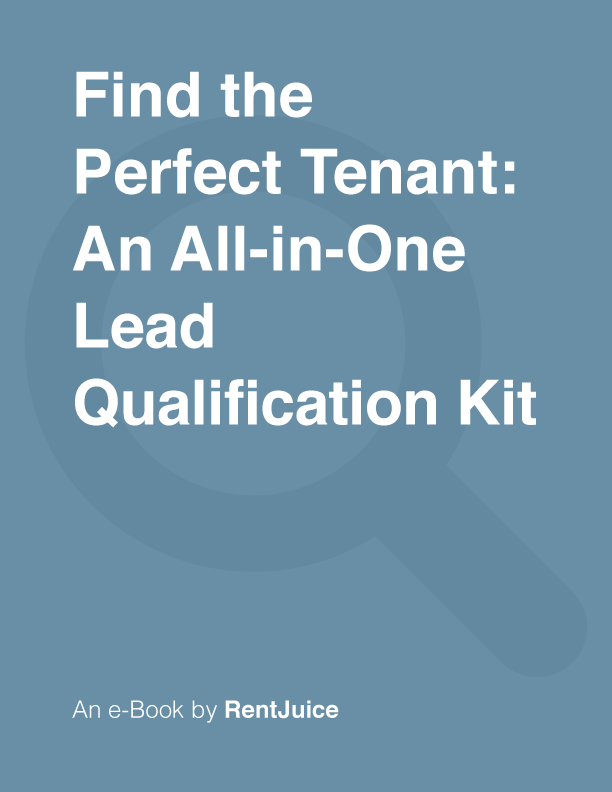 Find the
Perfect Tenant:
An All-in-One
Lead
Qualification Kit
An e-Book by RentJuice